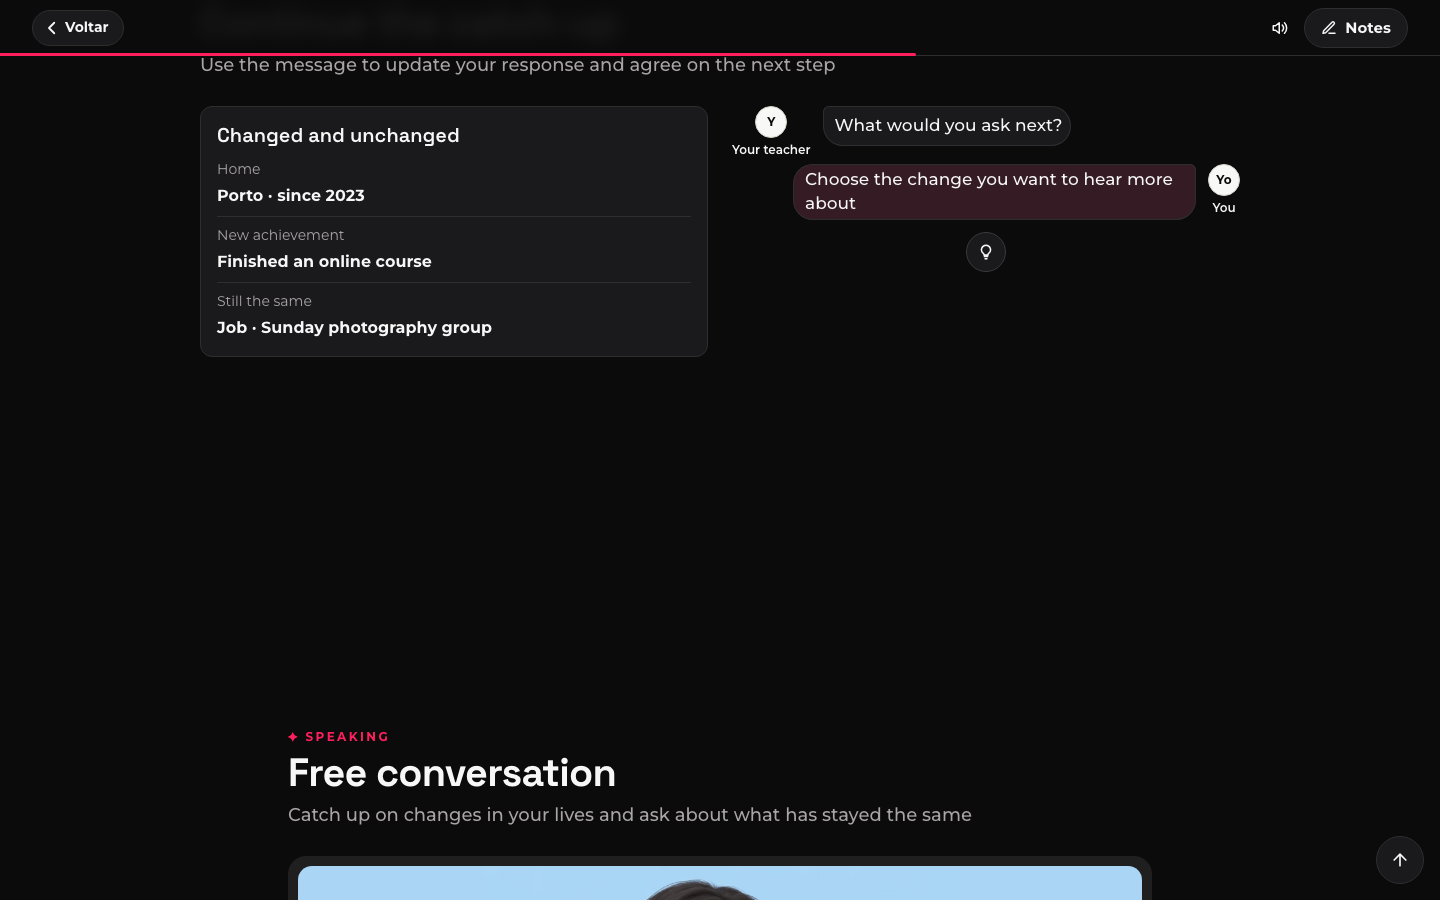 Voltar
Notes
Use the message to update your response and agree on the next step
Changed and unchanged
Home
Porto · since 2023
New achievement
Finished an online course
Still the same
Job · Sunday photography group
Y
Your teacher
What would you ask next?
Choose the change you want to hear more
about
Yo
You
SPEAKING
Free conversation
Catch up on changes in your lives and ask about what has stayed the same